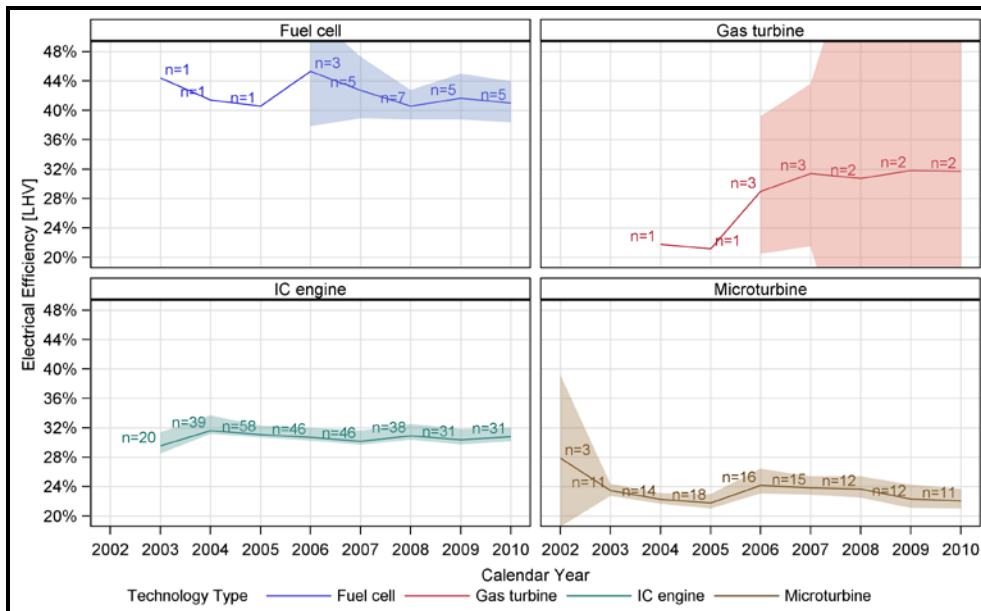 Fuel cell
Gas turbine
Electrical Efficiency [LHV]
48%
44%
40%
36%
32%
28%
24%
20%
n=1
n=1
n=1
n=3
n=5
n=7
n=5
n=5
n=1
n=1
n=3
n=3
n=2
n=2
n=2
IC engine
Microturbine
48%
44%
40%
36%
32%
28%
24%
20%
n=20
n=39
n=58
n=46
n=46
n=38
n=31
n=31
n=3
n=11
n=14
n=18
n=16
n=15
n=12
n=12
n=11
2002 2003 2004 2005 2006 2007 2008 2009 2010 2002 2003 2004 2005 2006 2007 2008 2009 2010
Calendar Year
Technology Type Fuel cell Gas turbine IC engine Microturbine